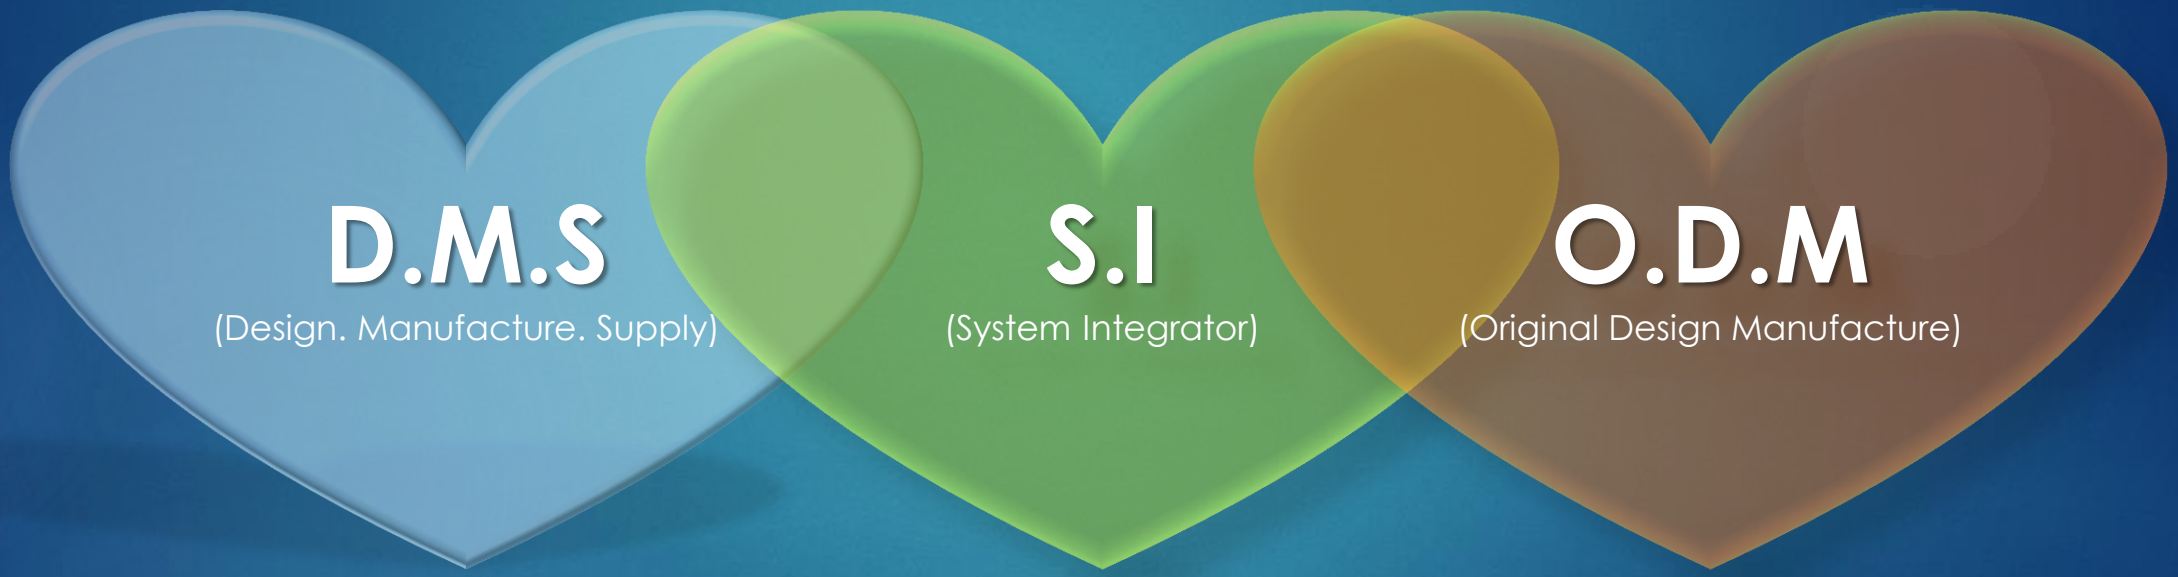 D.M.S
(Design. Manufacture. Supply)
S.I
(System Integrator)
O.D.M
(Original Design Manufacture)